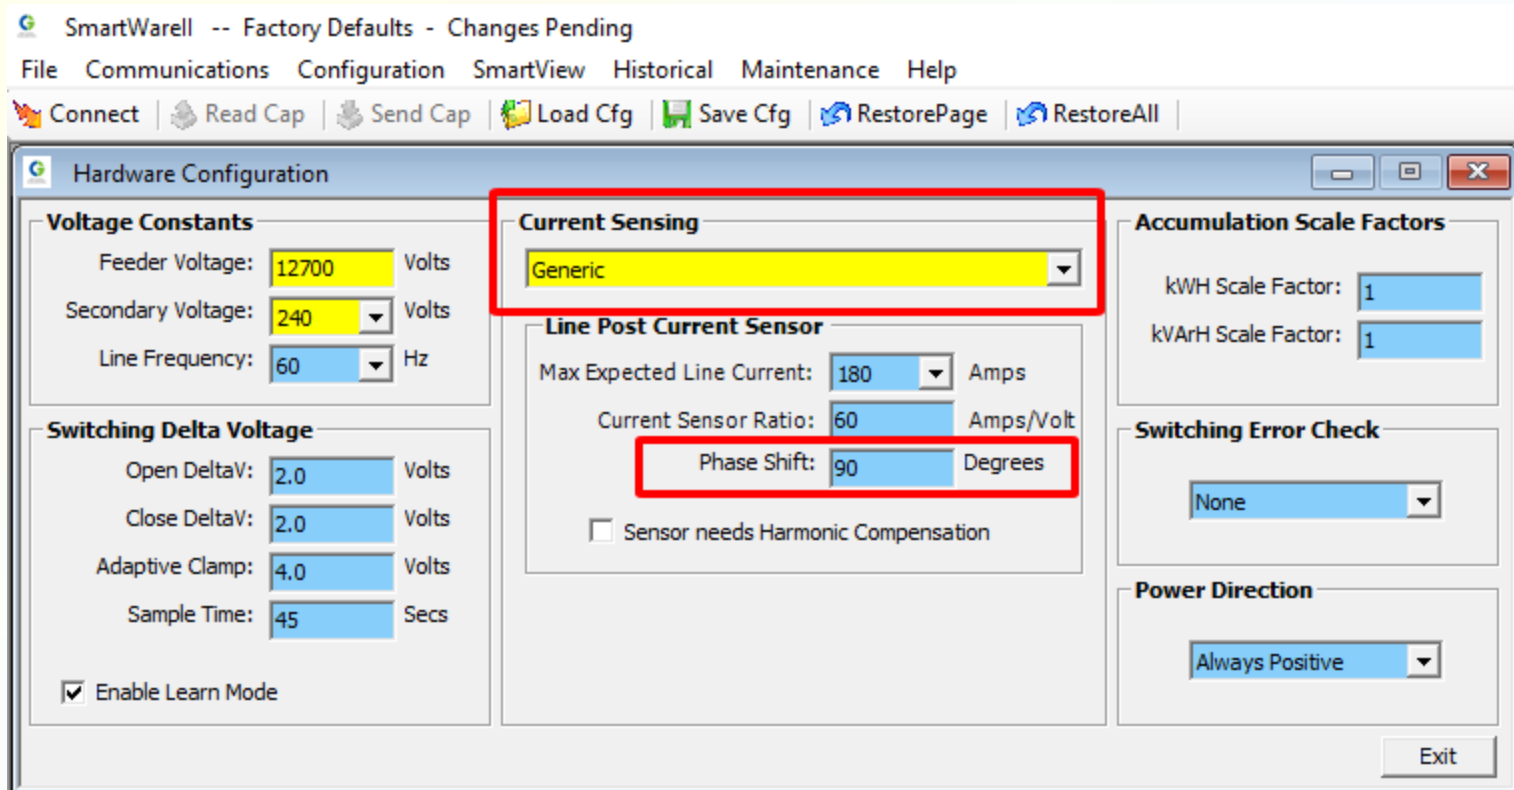 SmartWarell -- Factory Defaults - Changes Pending
File Communications Configuration SmartView Historical Maintenance Help
Connect Read Cap Send Cap Load Cfg Save Cfg RestorePage RestoreAll
Hardware Configuration
Voltage Constants
Feeder Voltage: 12700 Volts
Secondary Voltage: 240 Volts
Line Frequency: 60 Hz
Switching Delta Voltage
Open DeltaV: 2.0 Volts
Close DeltaV: 2.0 Volts
Adaptive Clamp: 4.0 Volts
Sample Time: 45 Secs
Enable Learn Mode
Current Sensing
Generic
Line Post Current Sensor
Max Expected Line Current: 180 Amps
Current Sensor Ratio: 60 Amps/Volt
Phase Shift: 90 Degrees
Sensor needs Harmonic Compensation
Accumulation Scale Factors
kWH Scale Factor: 1
kVArH Scale Factor: 1
Switching Error Check
None
Power Direction
Always Positive
Exit